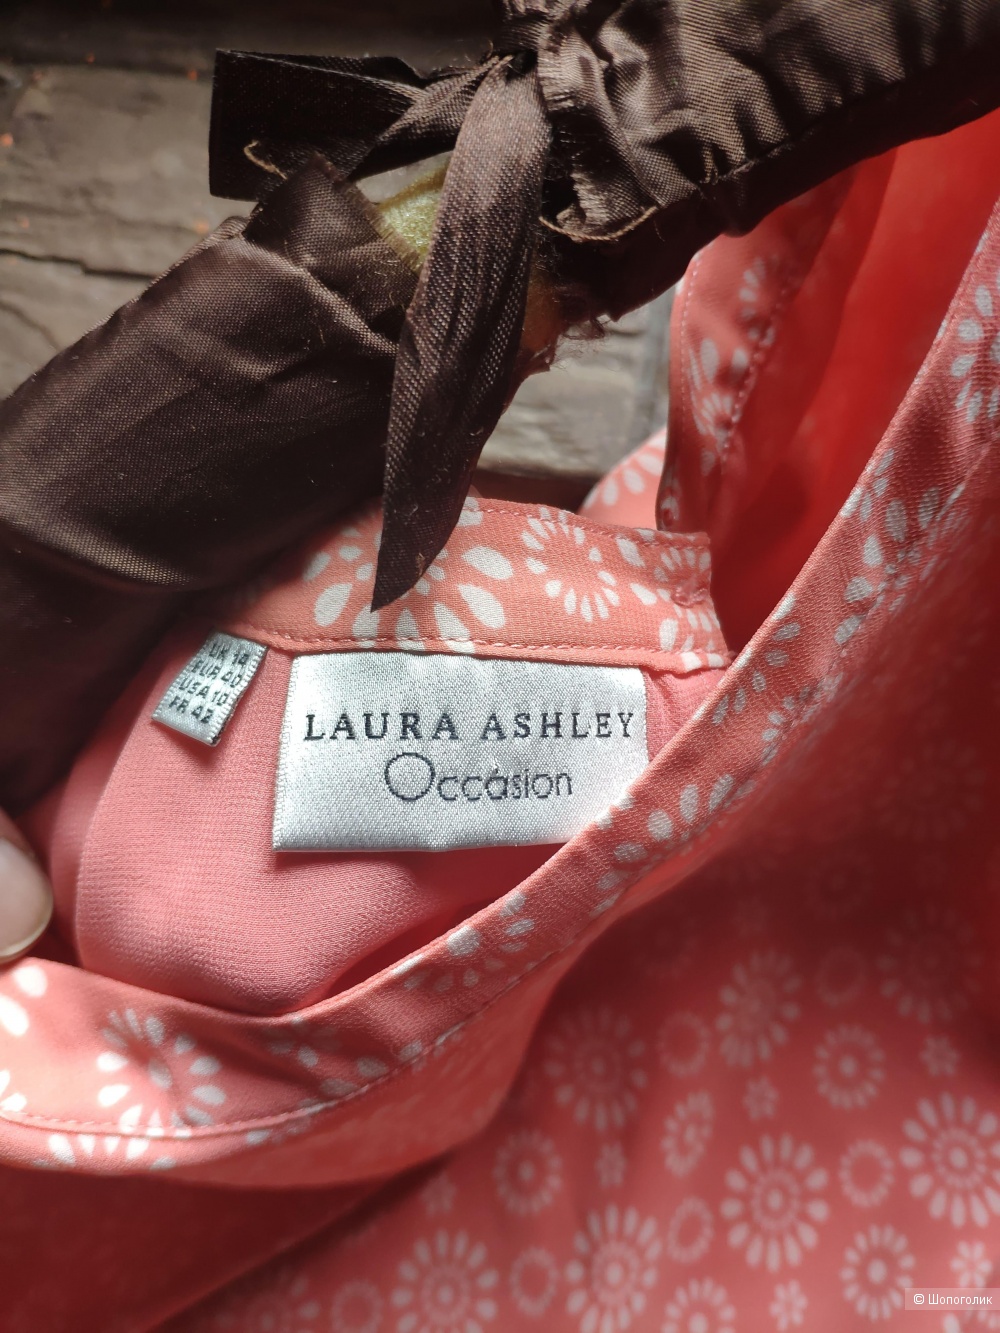 UK 14
EUR 40
USA 10
FR 42
LAURA ASHLEY
Occasion
© Шопоголик